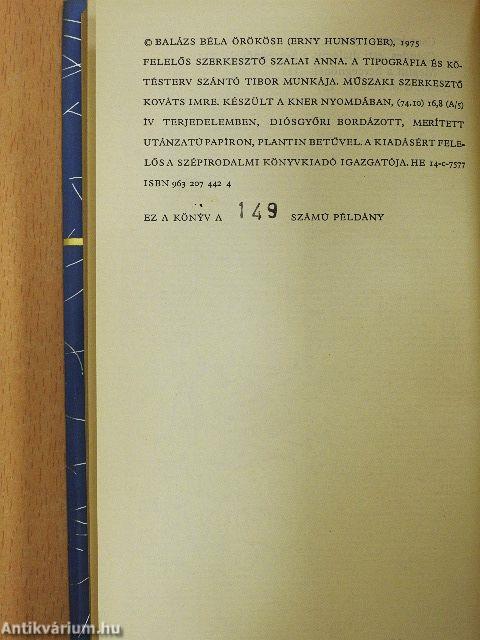 © BALÁZS BÉLA ÖRÖKÖSE (ERNY HUNSTIGER), 1975
FELELŐS SZERKESZTŐ SZALAI ANNA. A TIPOGRÁFIA ÉS KÖ-
TÉSTERV SZÁNTÓ TIBOR MUNKÁJA. MŰSZAKI SZERKESZTŐ
KOVÁTS IMRE. KÉSZÜLT A KNER NYOMDÁBAN, (74.10) 16,8 (A/5)
ÍV TERJEDELEMBEN, DIÓSGYŐRI BORDÁZOTT, MERÍTETT
UTÁNZATÚ PAPÍRON, PLANTIN BETŰVEL. A KIADÁSÉRT FELE-
LŐS A SZÉPIRODALMI KÖNYVKIADÓ IGAZGATÓJA. HE 14-C-7577
ISBN 963 207 442 4
EZ A KÖNYV A 149 SZÁMÚ PÉLDÁNY
Antikvárium.hu